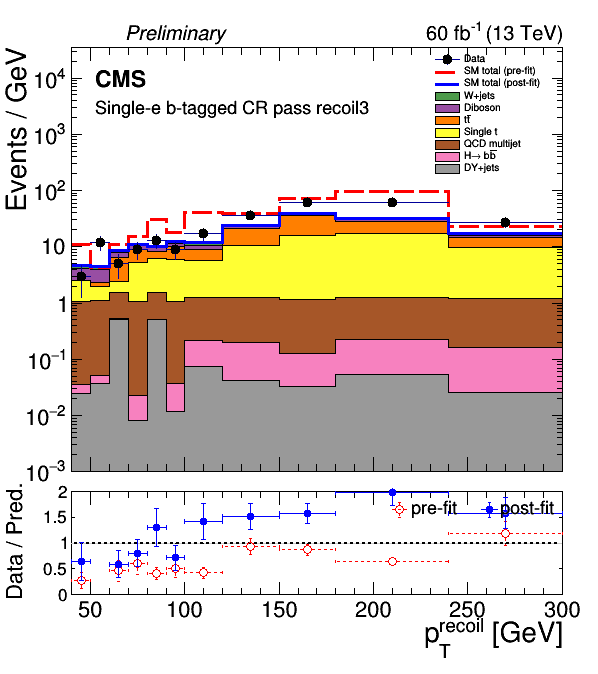 Preliminary 60 fb⁻¹ (13 TeV)
CMS
Single-e b-tagged CR pass recoil3
Data
SM total (pre-fit)
SM total (post-fit)
W+jets
Diboson
tt̅
Single t
QCD multijet
H→ bb̅
DY+jets
Events / GeV
10⁴
10³
10²
10
1
10⁻¹
10⁻²
10⁻³
Data / Pred.
2
1.5
1
0.5
0
pre-fit post-fit
50 100 150 200 250 300
p_T^recoil [GeV]